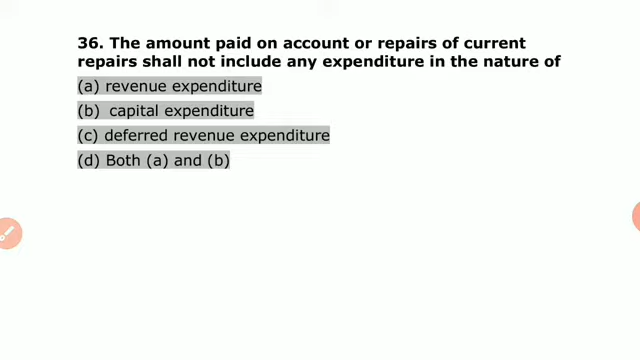 36. The amount paid on account or repairs of current
repairs shall not include any expenditure in the nature of
(a) revenue expenditure
(b) capital expenditure
(c) deferred revenue expenditure
(d) Both (a) and (b)